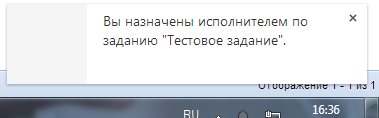 Вы назначены исполнителем по
заданию "Тестовое задание".
Отображение 1 - 1 из 1
RU
16:36